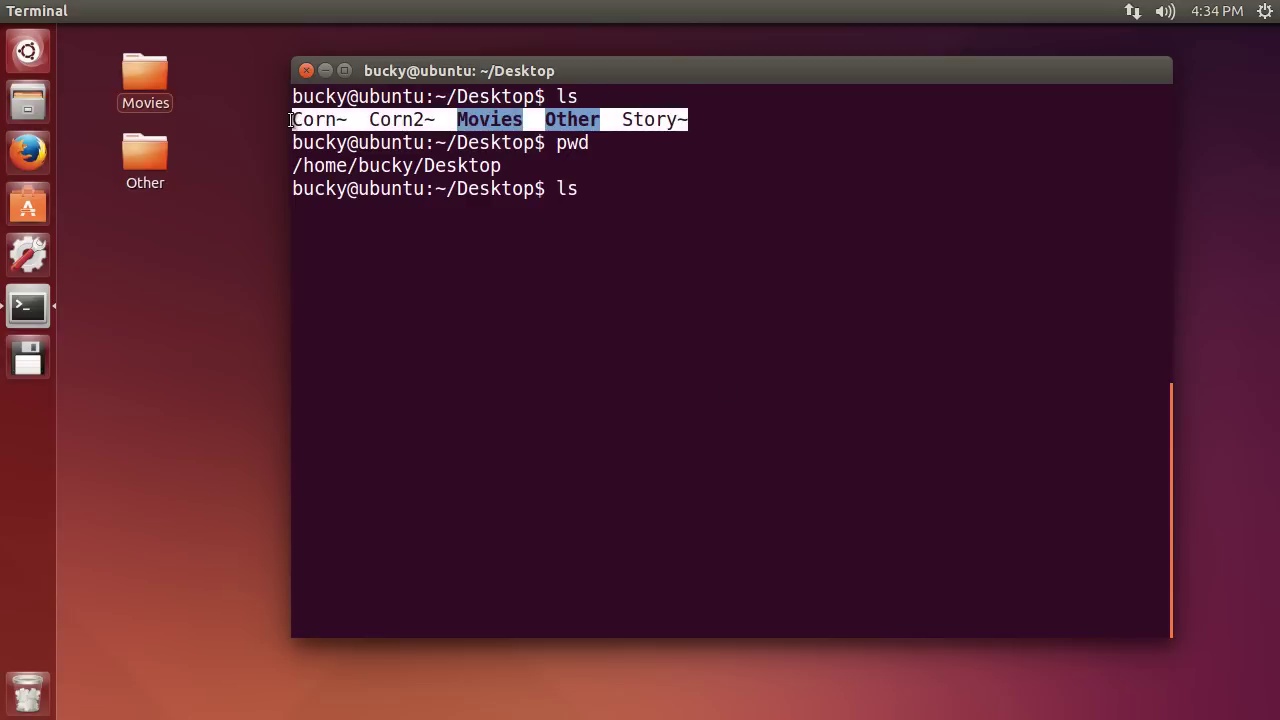 Terminal
4:34 PM
Movies
Other
bucky@ubuntu: ~/Desktop
bucky@ubuntu:~/Desktop$ ls
Corn~  Corn2~  Movies  Other  Story~
bucky@ubuntu:~/Desktop$ pwd
/home/bucky/Desktop
bucky@ubuntu:~/Desktop$ ls